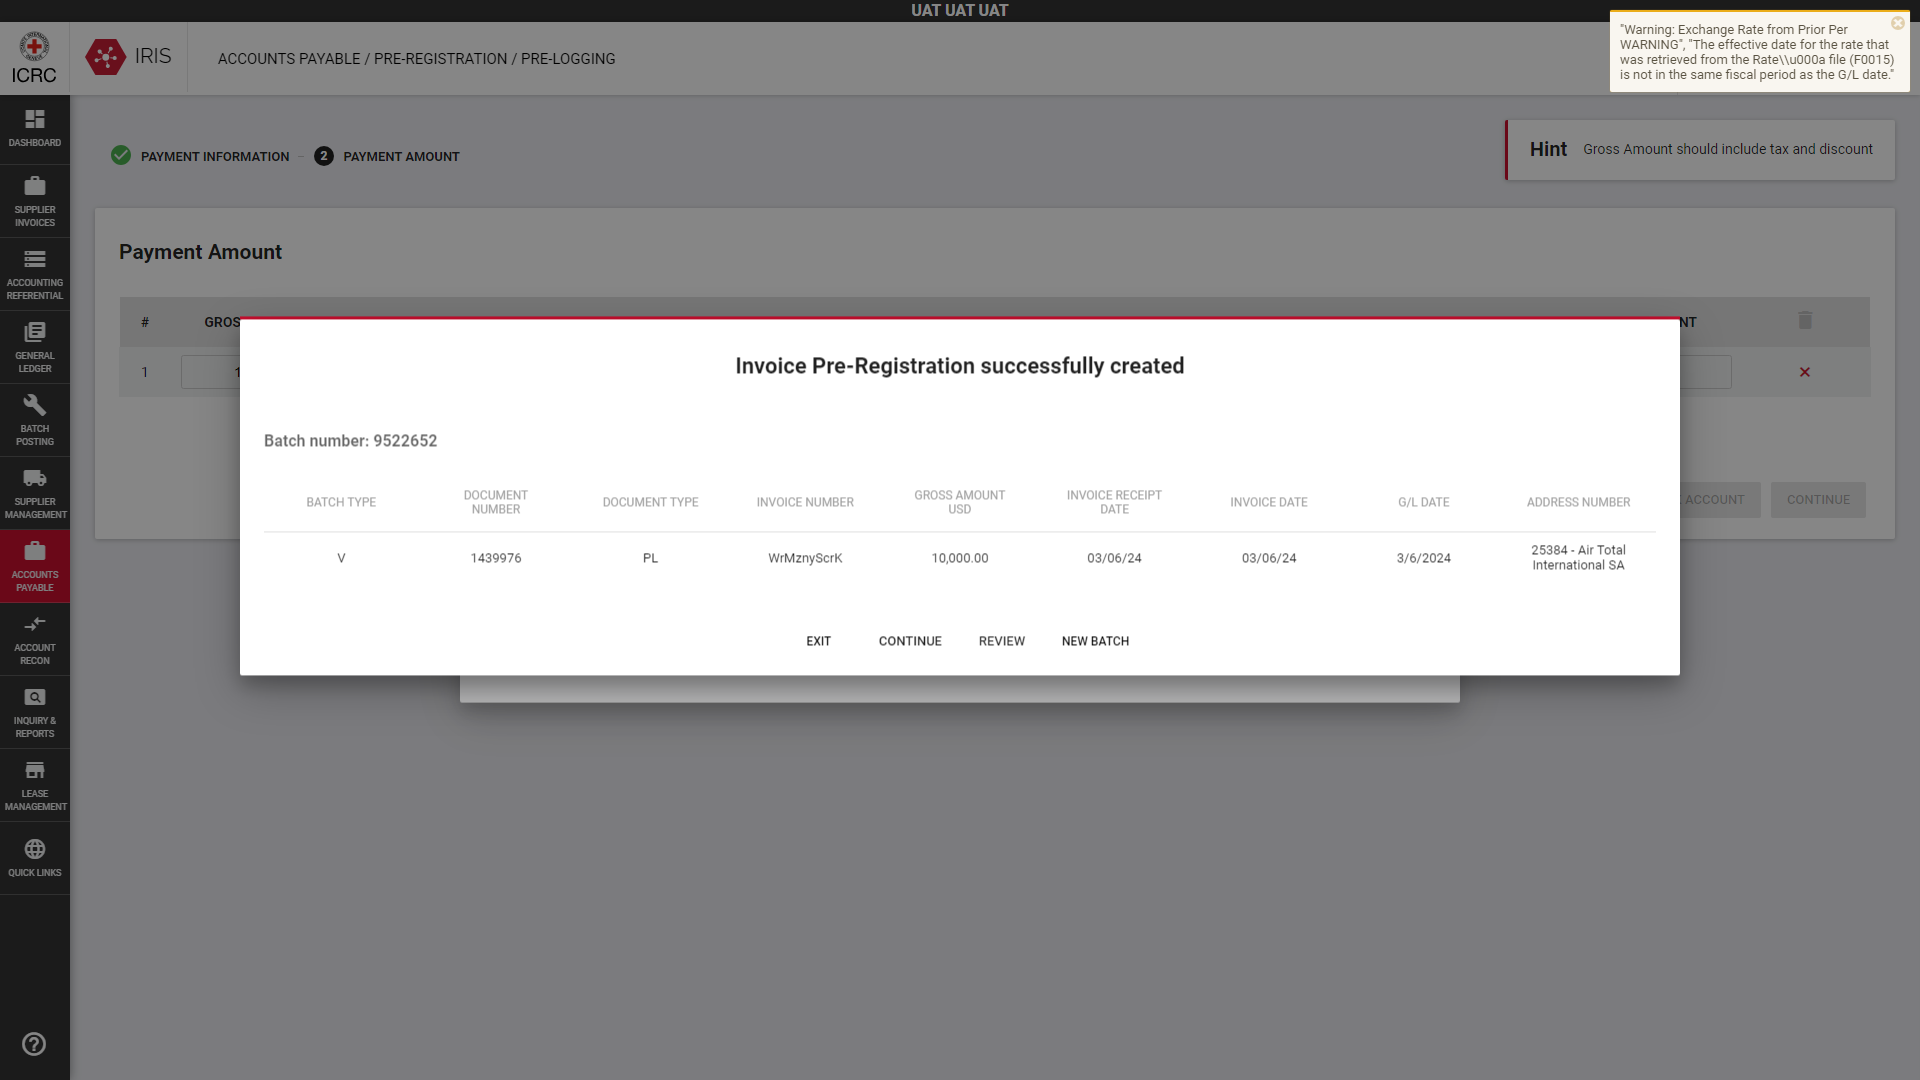 UAT UAT UAT
ICRC
IRIS
ACCOUNTS PAYABLE / PRE-REGISTRATION / PRE-LOGGING
"Warning: Exchange Rate from Prior Per
WARNING", "The effective date for the rate that
was retrieved from the Rate\\u000a file (F0015)
is not in the same fiscal period as the G/L date."
DASHBOARD
SUPPLIER
INVOICES
ACCOUNTING
REFERENTIAL
GENERAL
LEDGER
BATCH
POSTING
SUPPLIER
MANAGEMENT
ACCOUNTS
PAYABLE
ACCOUNT
RECON
INQUIRY &
REPORTS
LEASE
MANAGEMENT
QUICK LINKS
PAYMENT INFORMATION
2 PAYMENT AMOUNT
Hint Gross Amount should include tax and discount
Payment Amount
# GROS NT
1 1
ACCOUNT
CONTINUE
Invoice Pre-Registration successfully created
Batch number: 9522652
BATCH TYPE
DOCUMENT
NUMBER
DOCUMENT TYPE
INVOICE NUMBER
GROSS AMOUNT
USD
INVOICE RECEIPT
DATE
INVOICE DATE
G/L DATE
ADDRESS NUMBER
V
1439976
PL
WrMznyScrK
10,000.00
03/06/24
03/06/24
3/6/2024
25384 - Air Total
International SA
EXIT
CONTINUE
REVIEW
NEW BATCH